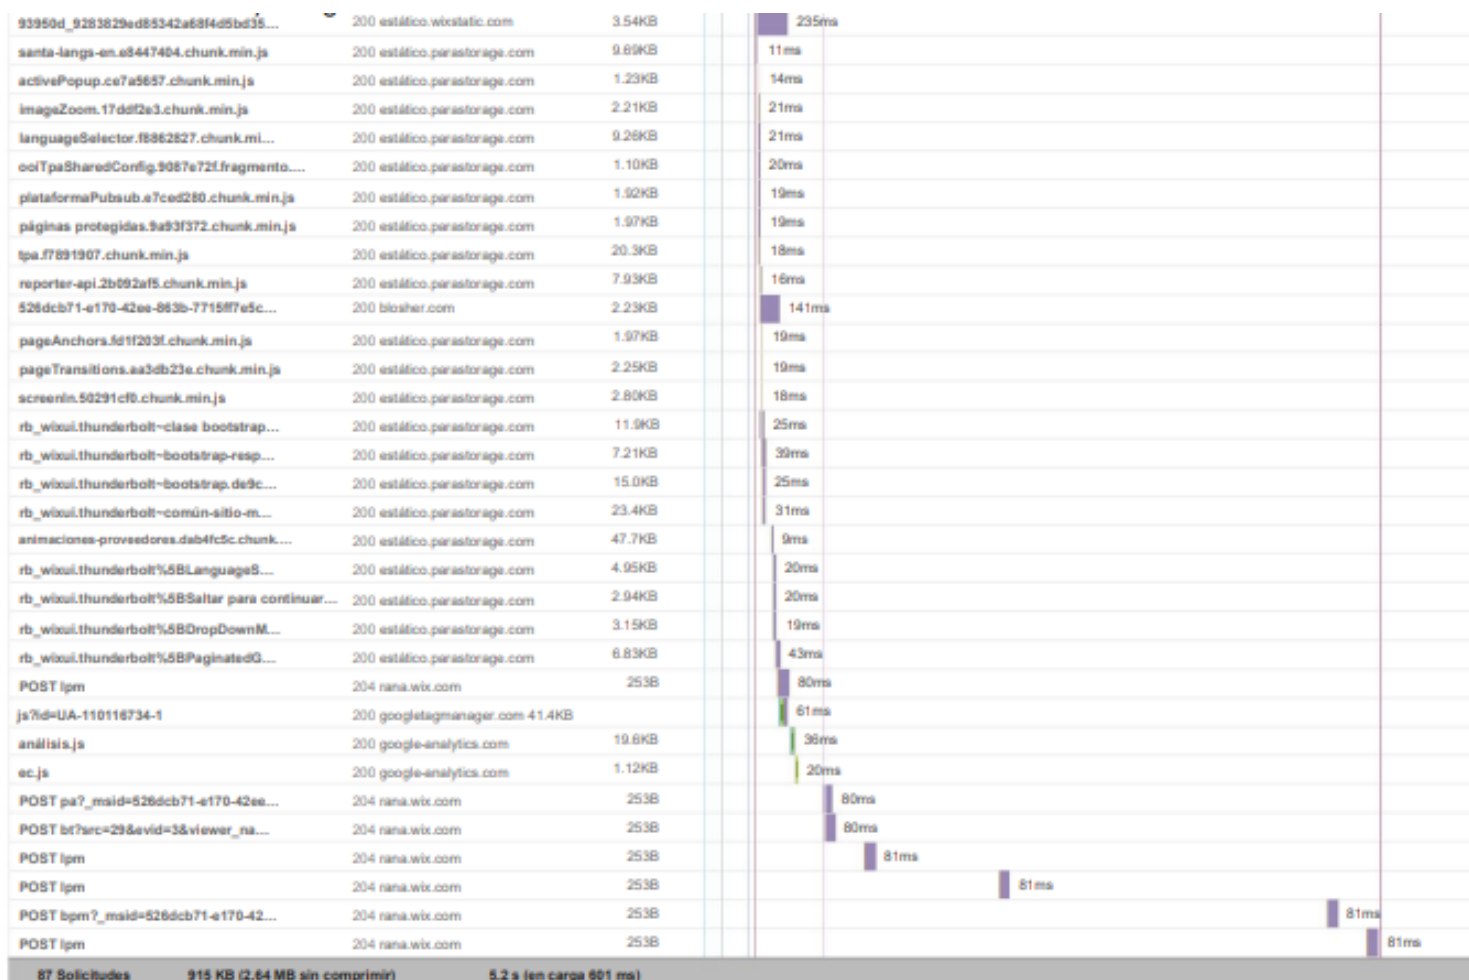 93950d_9283829ed85342a68f4d5bd35... 200 estático.wixstatic.com 3.54KB 235ms
santa-langs-en.e8447404.chunk.min.js 200 estático.parastorage.com 9.69KB 11ms
activePopup.ce7a5657.chunk.min.js 200 estático.parastorage.com 1.23KB 14ms
imageZoom.17ddf2e3.chunk.min.js 200 estático.parastorage.com 2.21KB 21ms
languageSelector.f8862827.chunk.mi... 200 estático.parastorage.com 9.26KB 21ms
ooiTpaSharedConfig.9087e72f.fragmento.... 200 estático.parastorage.com 1.10KB 20ms
plataformaPubsub.e7ced280.chunk.min.js 200 estático.parastorage.com 1.92KB 19ms
páginas protegidas.9a93f372.chunk.min.js 200 estático.parastorage.com 1.97KB 19ms
tpa.f7891907.chunk.min.js 200 estático.parastorage.com 20.3KB 18ms
reporter-api.2b092af5.chunk.min.js 200 estático.parastorage.com 7.93KB 16ms
526dcb71-e170-42ee-863b-7715ff7e5c... 200 blosher.com 2.23KB 141ms
pageAnchors.fd1f203f.chunk.min.js 200 estático.parastorage.com 1.97KB 19ms
pageTransitions.aa3db23e.chunk.min.js 200 estático.parastorage.com 2.25KB 19ms
screenIn.50291cf0.chunk.min.js 200 estático.parastorage.com 2.80KB 18ms
rb_wixui.thunderbolt~clase bootstrap... 200 estático.parastorage.com 11.9KB 25ms
rb_wixui.thunderbolt~bootstrap-resp... 200 estático.parastorage.com 7.21KB 39ms
rb_wixui.thunderbolt~bootstrap.de9c... 200 estático.parastorage.com 15.0KB 25ms
rb_wixui.thunderbolt~común-sitio-m... 200 estático.parastorage.com 23.4KB 31ms
animaciones-proveedores.dab4fc5c.chunk.... 200 estático.parastorage.com 47.7KB 9ms
rb_wixui.thunderbolt%5BLanguageS... 200 estático.parastorage.com 4.95KB 20ms
rb_wixui.thunderbolt%5BSaltar para continuar... 200 estático.parastorage.com 2.94KB 20ms
rb_wixui.thunderbolt%5BDropDownM... 200 estático.parastorage.com 3.15KB 19ms
rb_wixui.thunderbolt%5BPaginatedG... 200 estático.parastorage.com 6.83KB 43ms
POST lpm 204 rana.wix.com 253B 80ms
js?id=UA-110116734-1 200 googletagmanager.com 41.4KB 61ms
análisis.js 200 google-analytics.com 19.6KB 36ms
ec.js 200 google-analytics.com 1.12KB 20ms
POST pa?_msid=526dcb71-e170-42ee... 204 rana.wix.com 253B 80ms
POST bt?src=29&evid=3&viewer_na... 204 rana.wix.com 253B 80ms
POST lpm 204 rana.wix.com 253B 81ms
POST lpm 204 rana.wix.com 253B 81ms
POST bpm?_msid=526dcb71-e170-42... 204 rana.wix.com 253B 81ms
POST lpm 204 rana.wix.com 253B 81ms
87 Solicitudes 915 KB (2,64 MB sin comprimir) 5.2 s (en carga 601 ms)